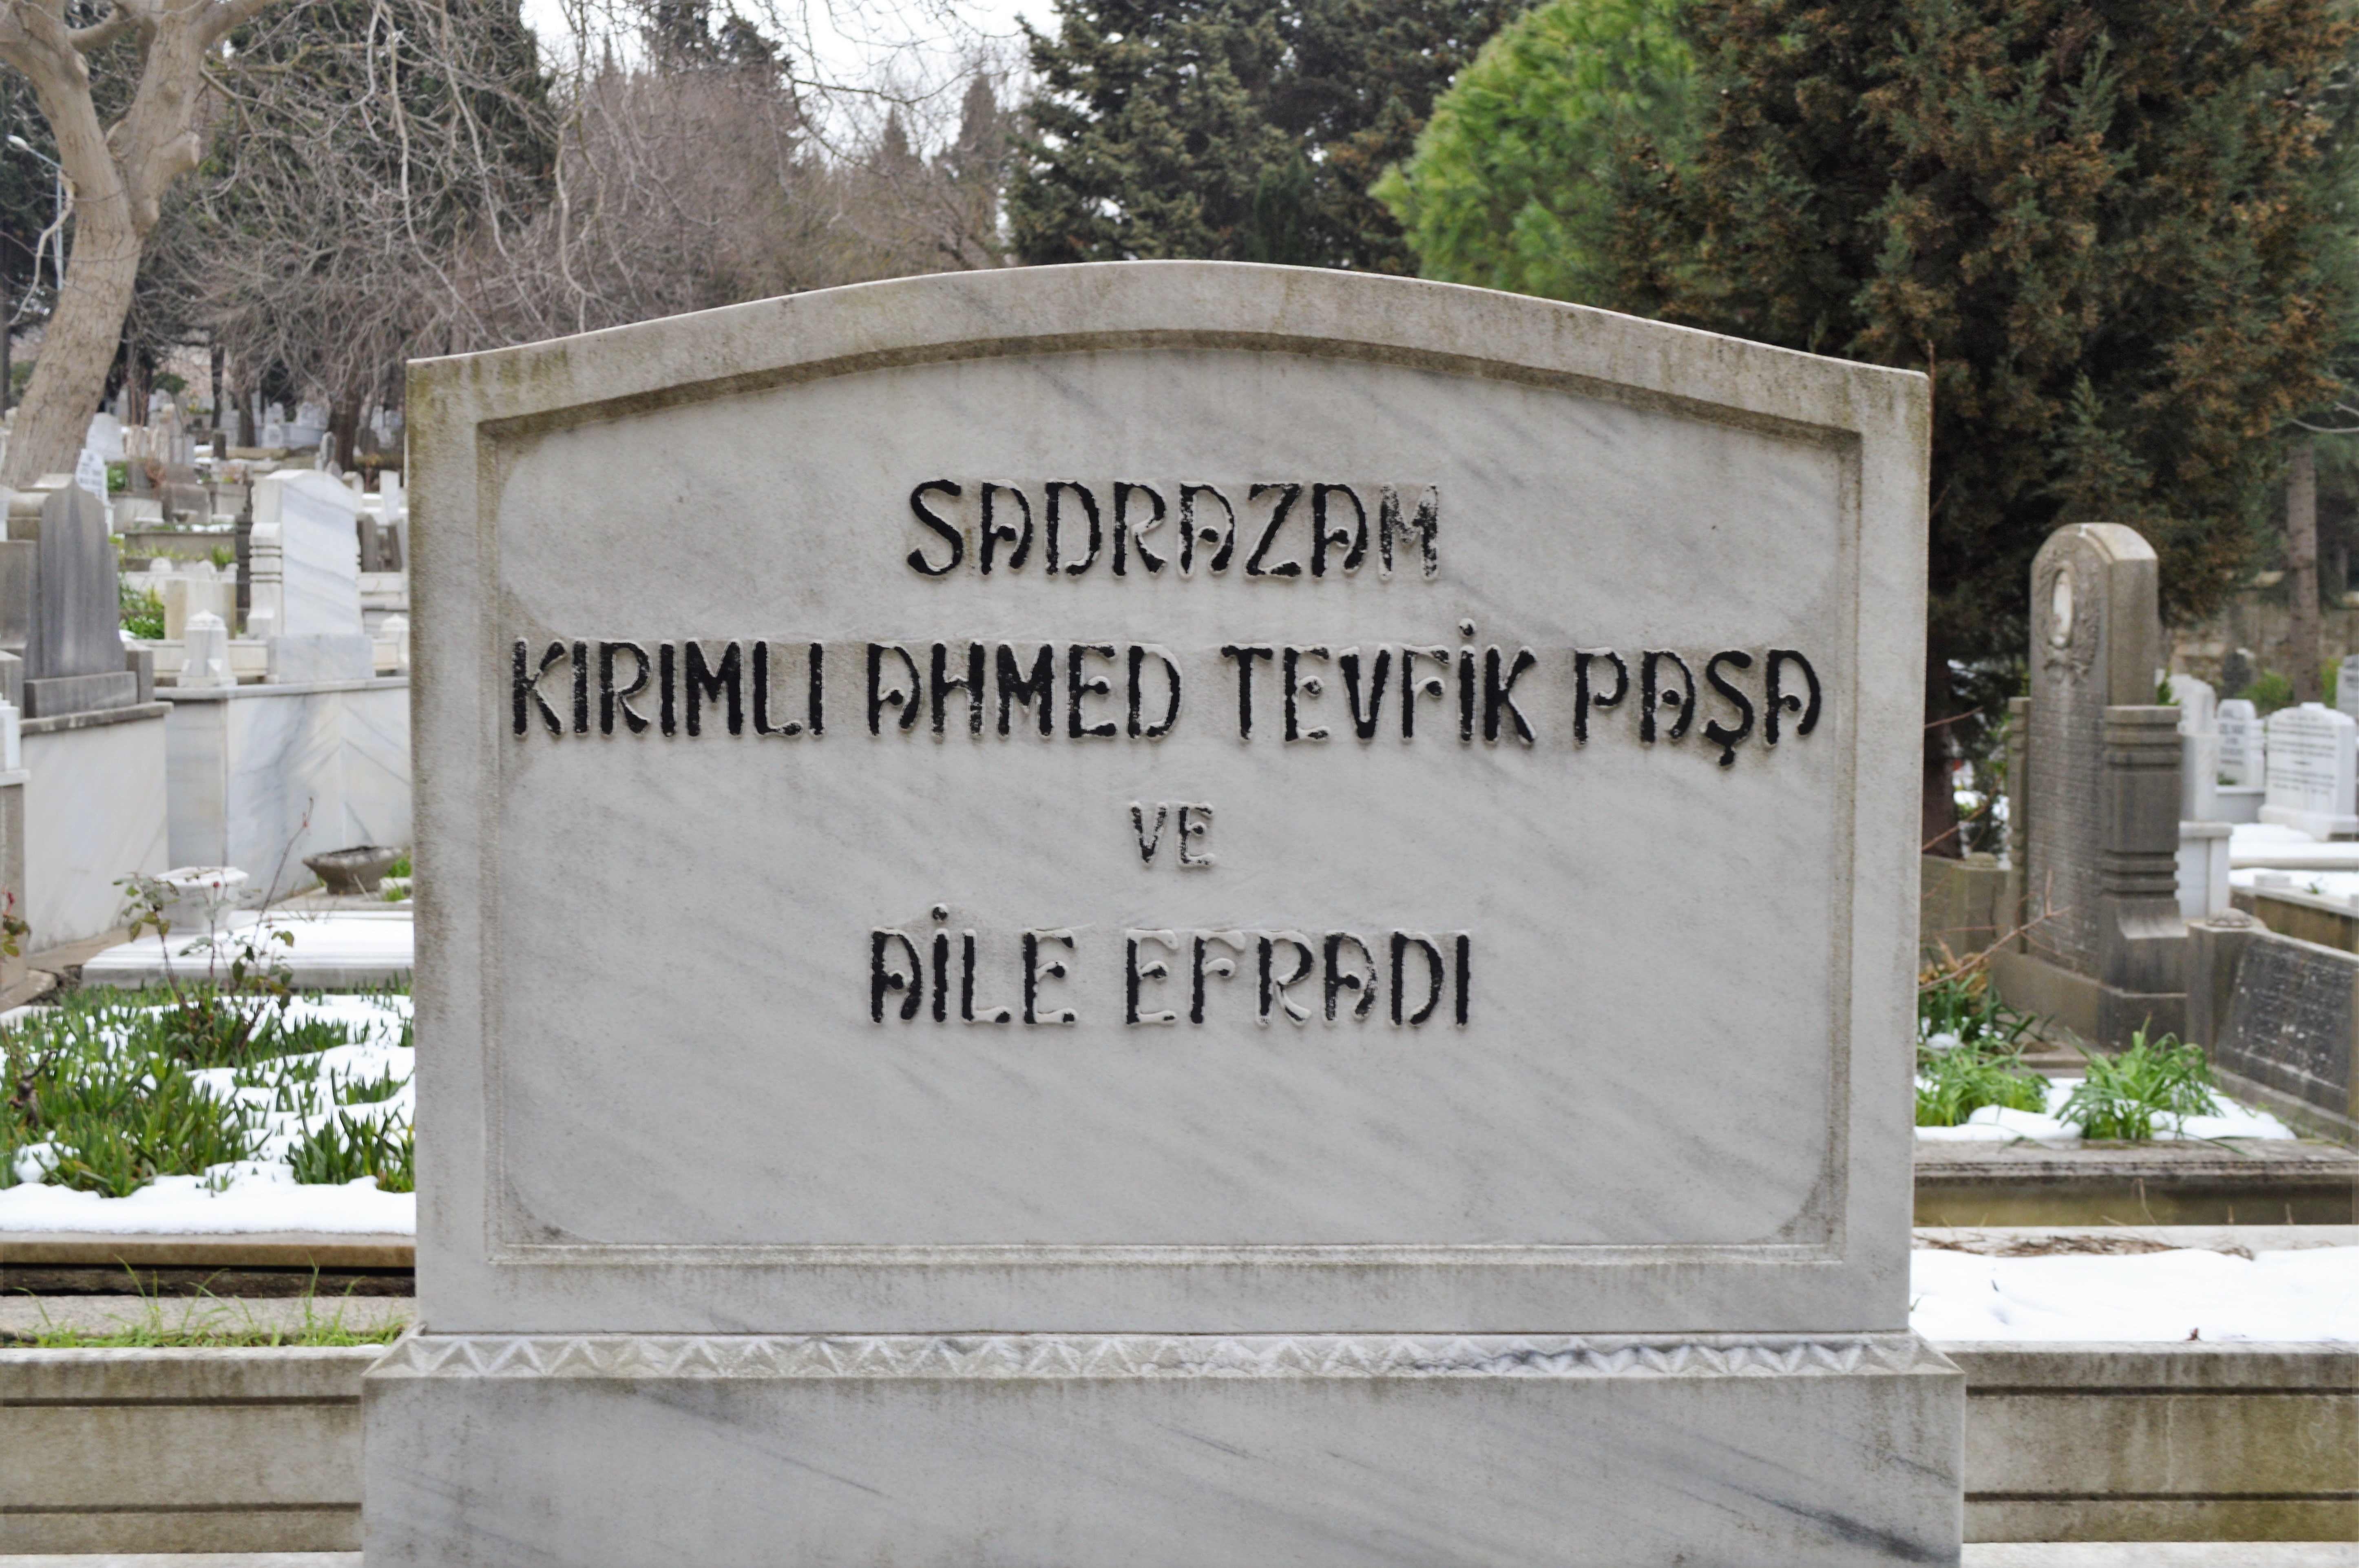 SADRAZAM
KIRIMLI AHMED TEVFİK PAŞA
VE
AİLE EFRADI